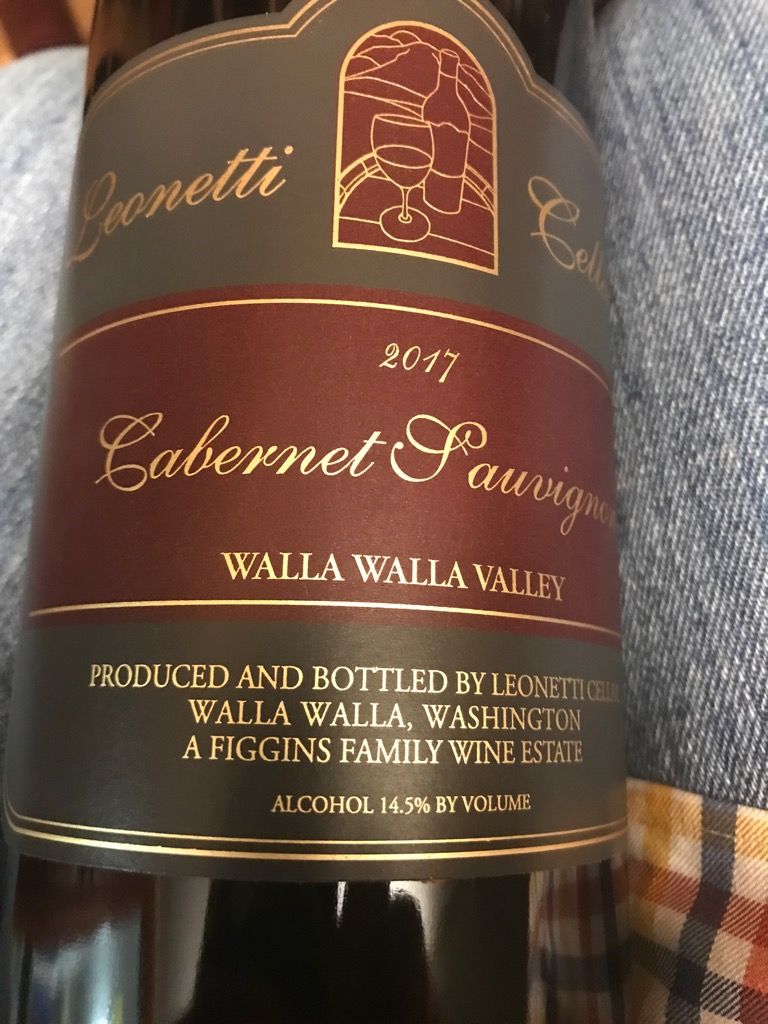 Leonetti
2017
Cabernet Sauvignon
WALLA WALLA VALLEY
PRODUCED AND BOTTLED BY LEONETTI CELLAR
WALLA WALLA, WASHINGTON
A FIGGINS FAMILY WINE ESTATE
ALCOHOL 14.5% BY VOLUME